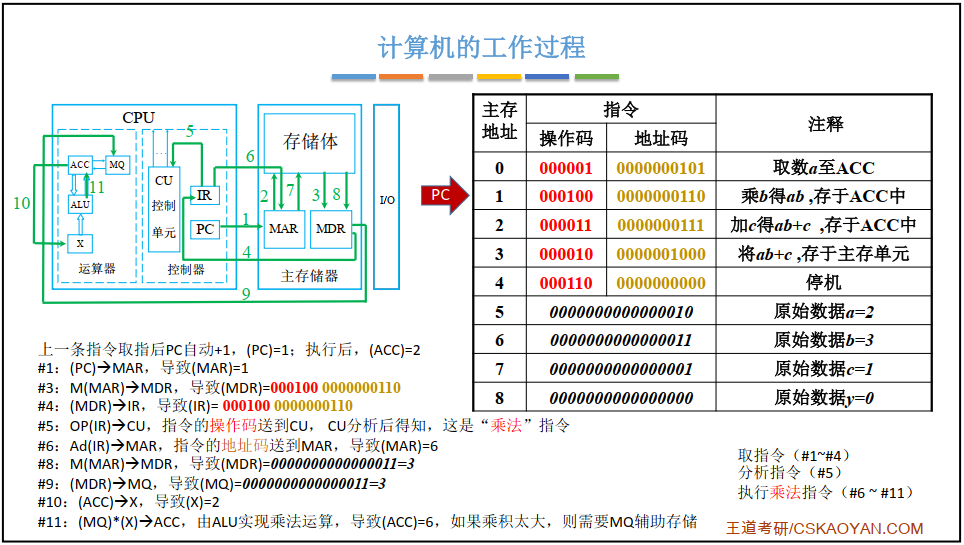 计算机的工作过程
CPU
ACC
MQ
ALU
X
运算器
CU
控制
单元
IR
PC
控制器
存储体
MAR
MDR
主存储器
I/O
1
2
3
4
5
6
7
8
9
10
11
PC
主存地址 指令 注释
操作码 地址码
0 000001 0000000101 取数a至ACC
1 000100 0000000110 乘b得ab ,存于ACC中
2 000011 0000000111 加c得ab+c ,存于ACC中
3 000010 0000001000 将ab+c ,存于主存单元
4 000110 0000000000 停机
5 0000000000000010 原始数据a=2
6 0000000000000011 原始数据b=3
7 0000000000000001 原始数据c=1
8 0000000000000000 原始数据y=0
上一条指令取指后PC自动+1，(PC)=1；执行后，(ACC)=2
#1：(PC)→MAR，导致(MAR)=1
#3：M(MAR)→MDR，导致(MDR)=000100 0000000110
#4：(MDR)→IR，导致(IR)= 000100 0000000110
#5：OP(IR)→CU，指令的操作码送到CU， CU分析后得知，这是“乘法”指令
#6：Ad(IR)→MAR，指令的地址码送到MAR，导致(MAR)=6
#8：M(MAR)→MDR，导致(MDR)=0000000000000011=3
#9：(MDR)→MQ，导致(MQ)=0000000000000011=3
#10：(ACC)→X，导致(X)=2
#11：(MQ)*(X)→ACC，由ALU实现乘法运算，导致(ACC)=6，如果乘积太大，则需要MQ辅助存储
取指令（#1~#4）
分析指令（#5）
执行乘法指令（#6 ~ #11）
王道考研/CSKAOYAN.COM